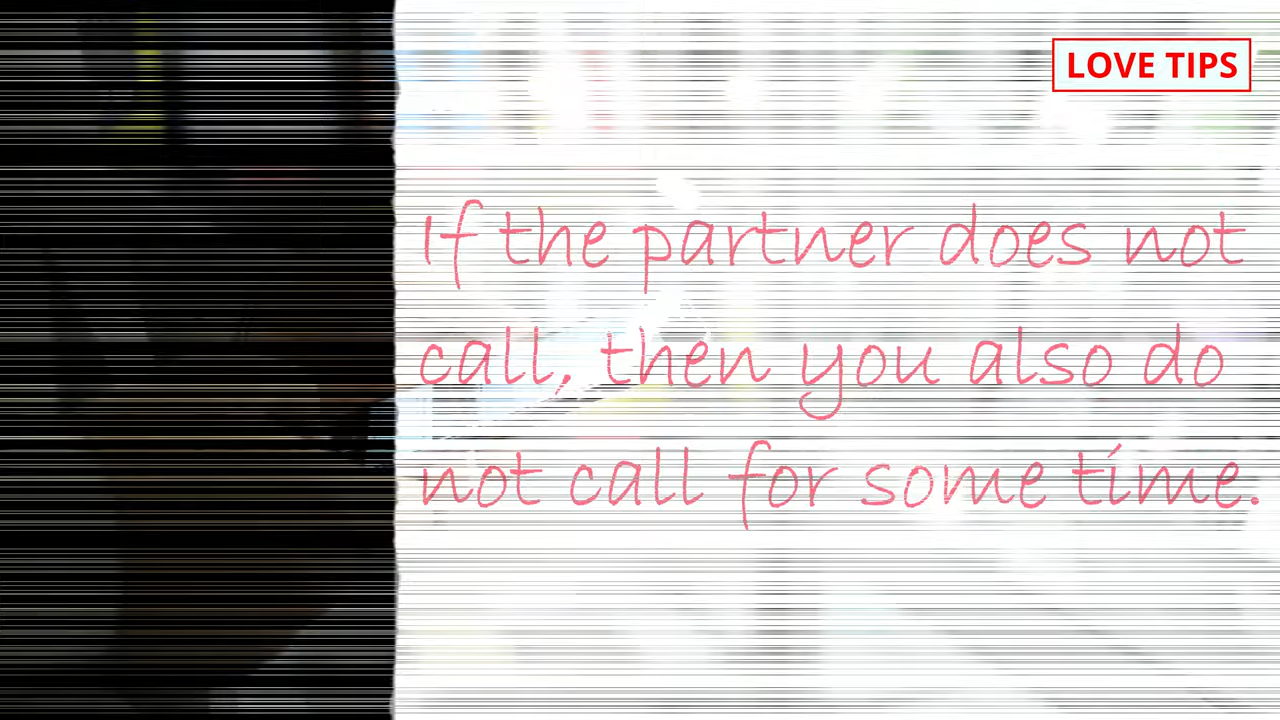 LOVE TIPS
If the partner does not
call, then you also do
not call for some time.